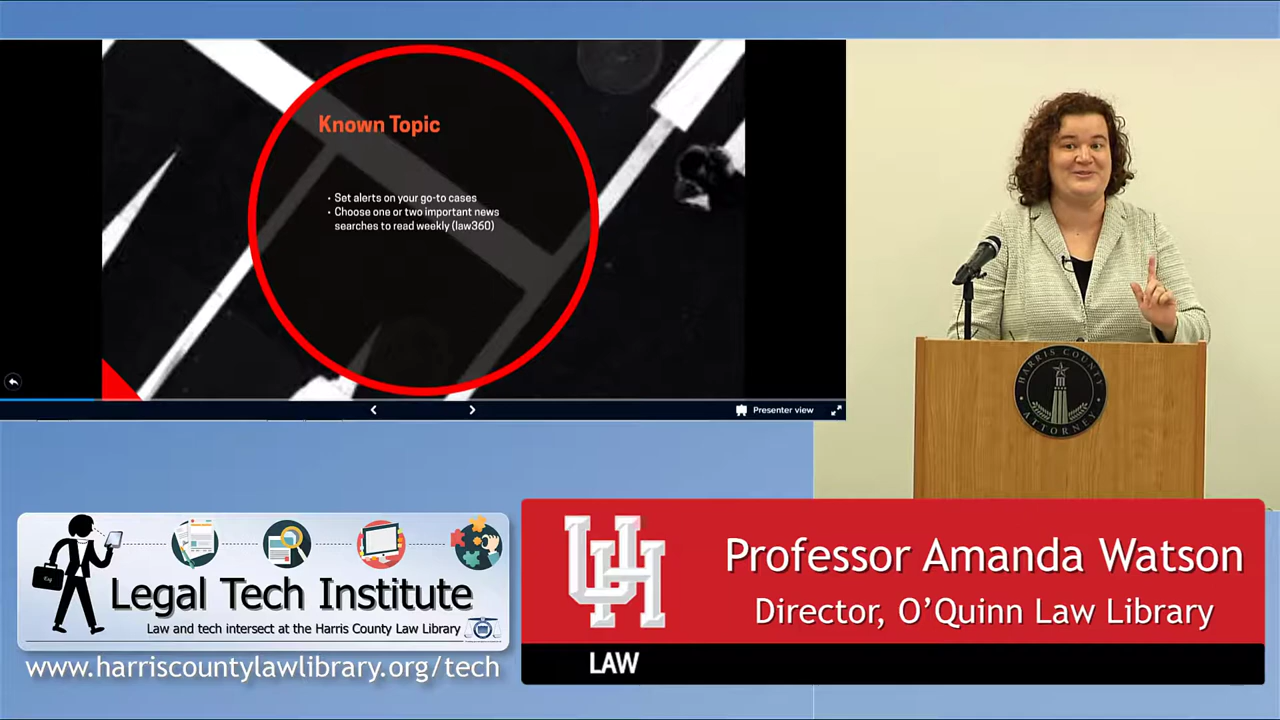 Known Topic
• Set alerts on your go-to cases
• Choose one or two important news
searches to read weekly (law360)
Presenter view
HARRIS COUNTY
ATTORNEY
Esq
Legal Tech Institute
Law and tech intersect at the Harris County Law Library
www.harriscountylawlibrary.org/tech
UH
LAW
Professor Amanda Watson
Director, O’Quinn Law Library